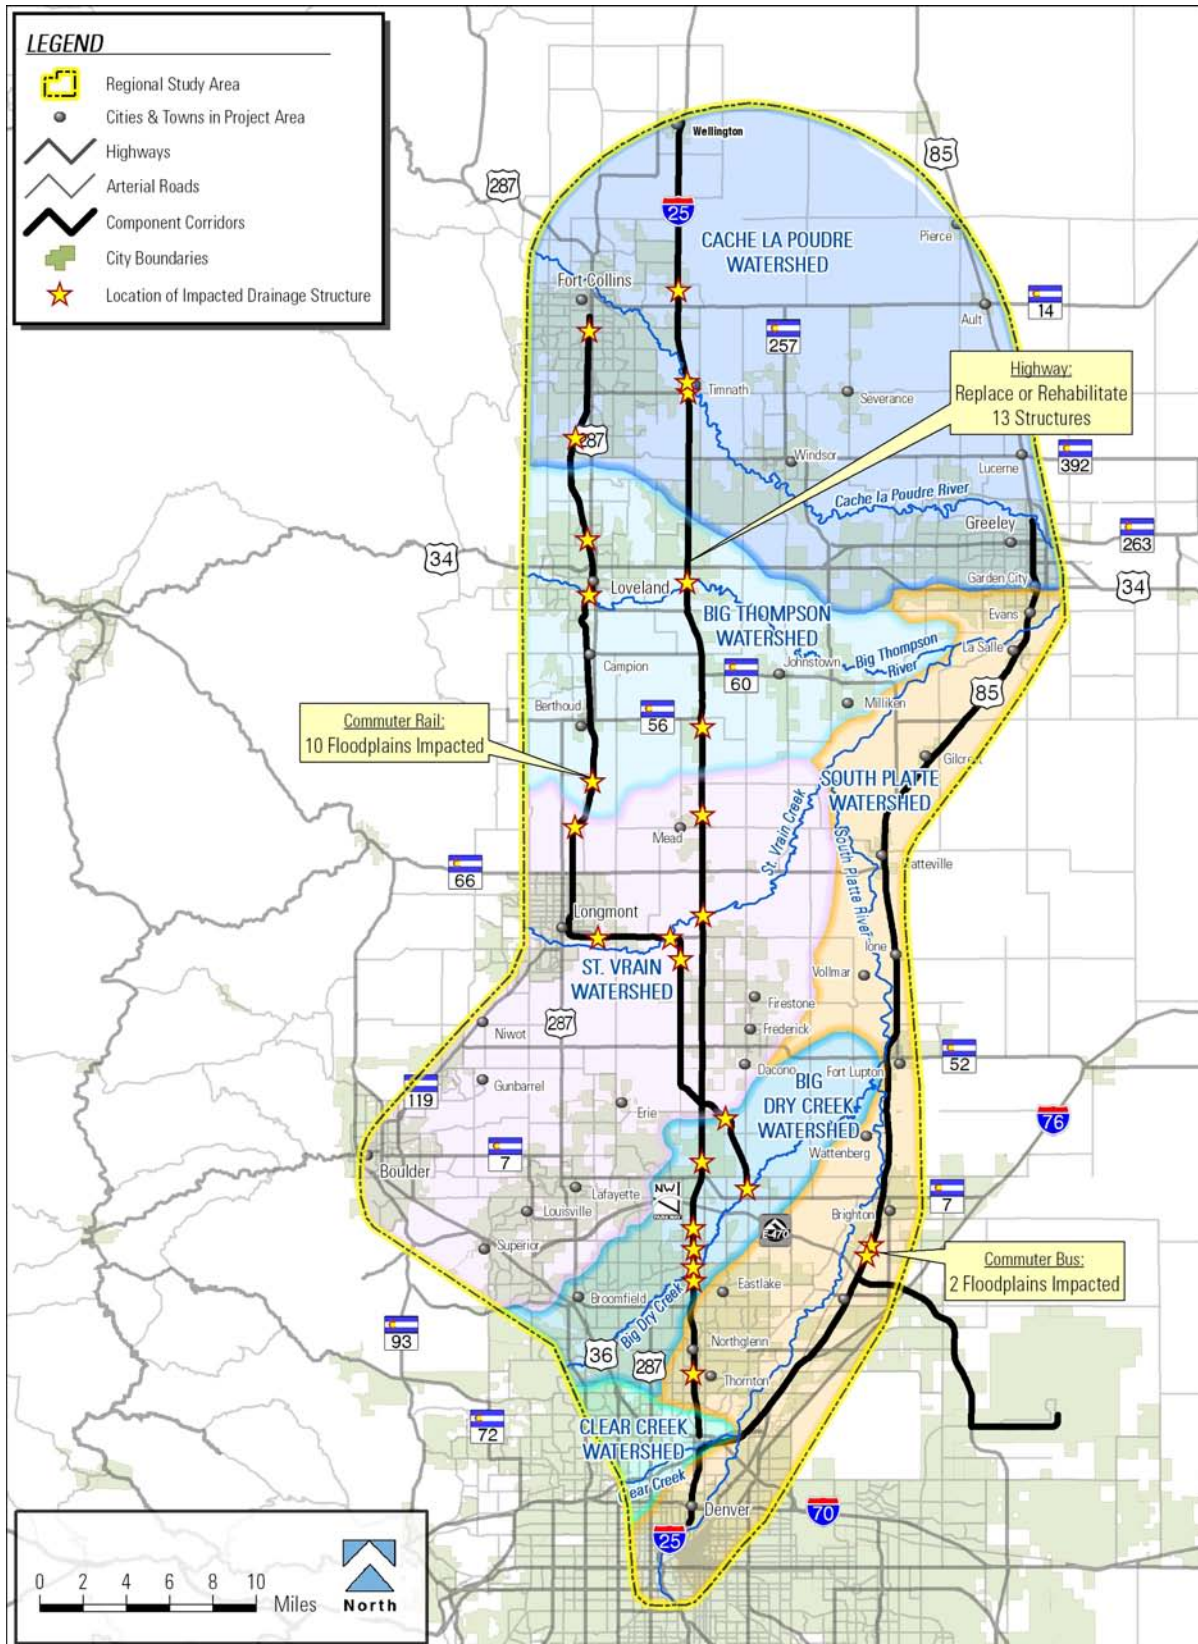 LEGEND
Regional Study Area
Cities & Towns in Project Area
Highways
Arterial Roads
Component Corridors
City Boundaries
Location of Impacted Drainage Structure
Wellington
85
287
25
CACHE LA POUDRE
WATERSHED
Pierce
Fort Collins
14
Ault
257
Highway:
Replace or Rehabilitate
13 Structures
Timnath
Severance
287
Windsor
Lucerne
392
Cache la Poudre River
Greeley
263
34
Garden City
34
Loveland
Evans
BIG THOMPSON
WATERSHED
Big Thompson
River
La Salle
Campion
60
Johnstown
85
Milliken
Berthoud
56
Commuter Rail:
10 Floodplains Impacted
Gilcrest
SOUTH PLATTE
WATERSHED
St. Vrain Creek
South Platte River
Mead
Platteville
66
Longmont
Ione
ST. VRAIN
WATERSHED
Vollmar
Firestone
287
Niwot
Frederick
52
Dacono
Fort Lupton
Gunbarrel
119
BIG
DRY CREEK
WATERSHED
Erie
76
Wattenberg
7
Boulder
Lafayette
NW
7
Louisville
Brighton
E-470
Superior
Commuter Bus:
2 Floodplains Impacted
Eastlake
Broomfield
Big Dry Creek
93
36
287
Northglenn
Thornton
72
CLEAR CREEK
WATERSHED
Clear Creek
Denver
70
25
0 2 4 6 8 10
Miles
North